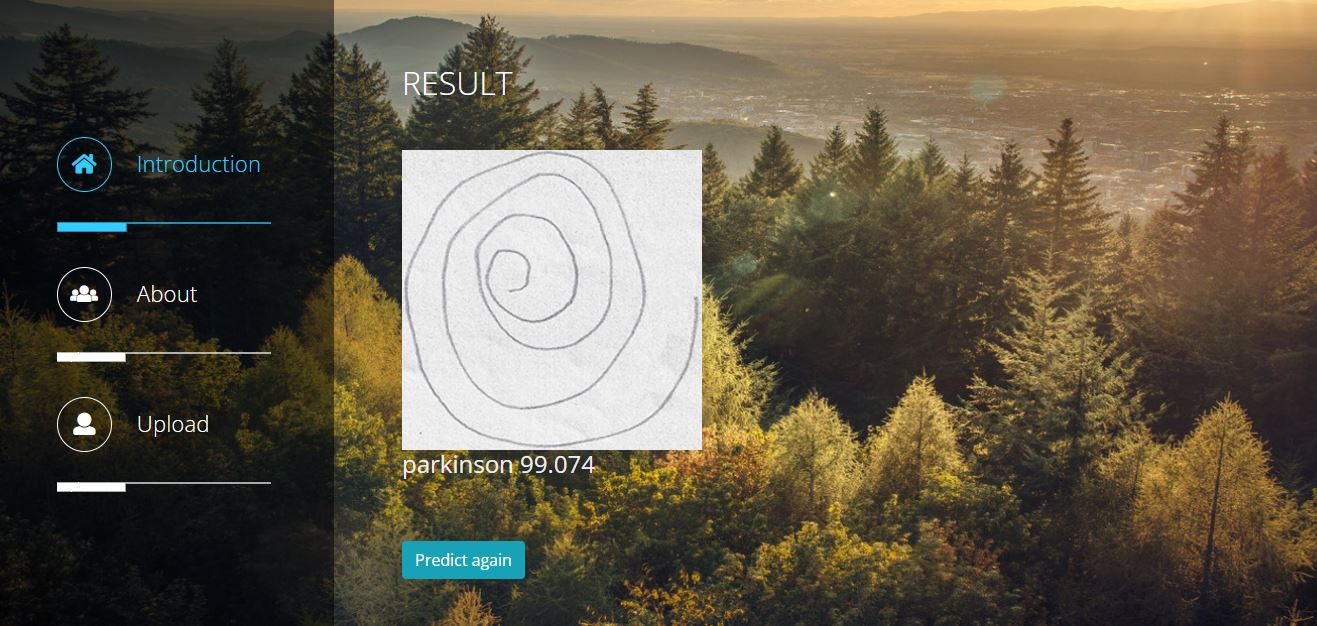 Introduction
About
Upload
RESULT
parkinson 99.074
Predict again